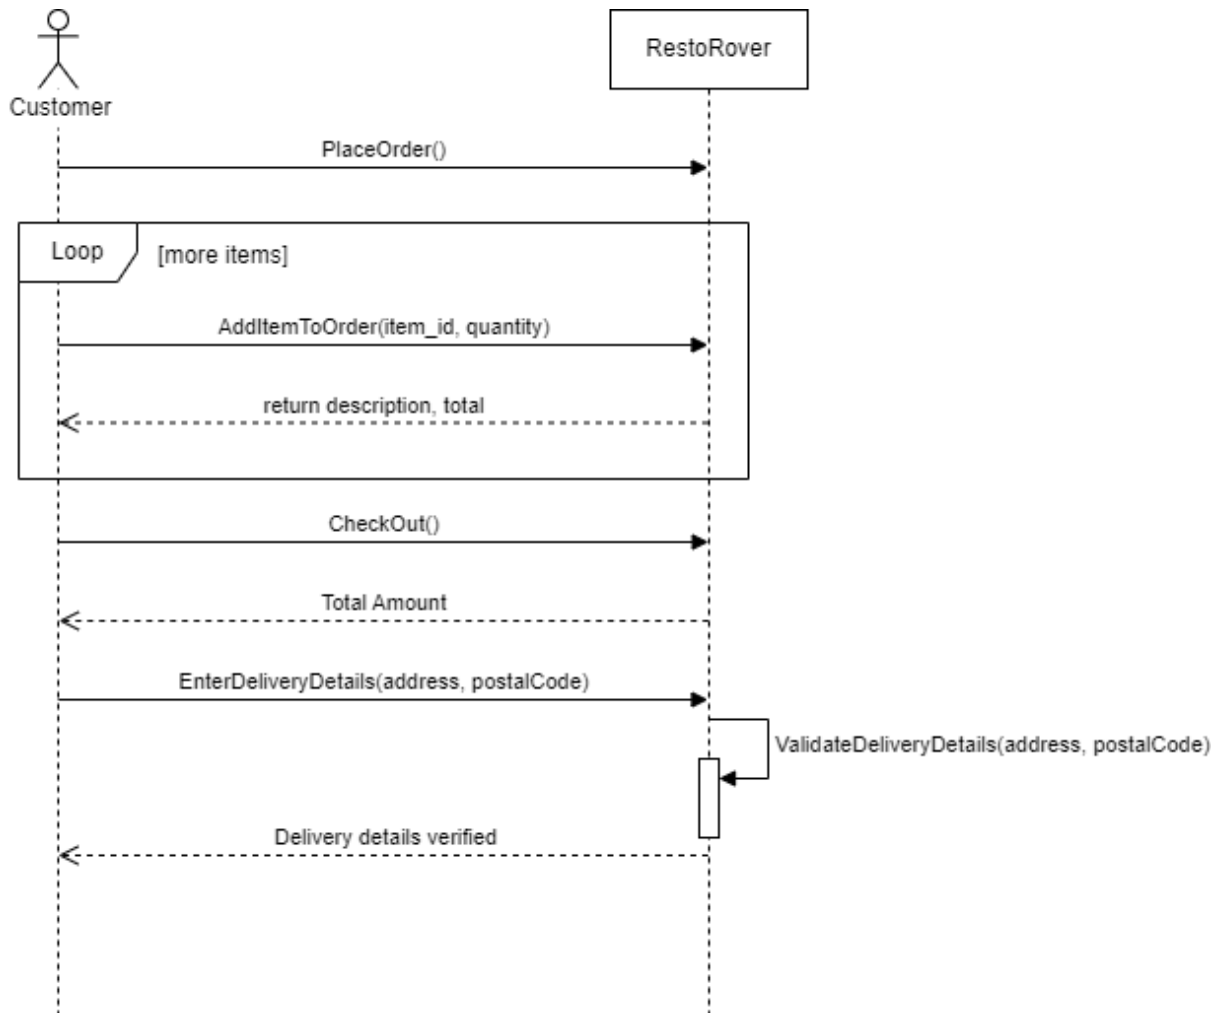 RestoRover
Customer
PlaceOrder()
Loop
[more items]
AddItemToOrder(item_id, quantity)
return description, total
CheckOut()
Total Amount
EnterDeliveryDetails(address, postalCode)
ValidateDeliveryDetails(address, postalCode)
Delivery details verified